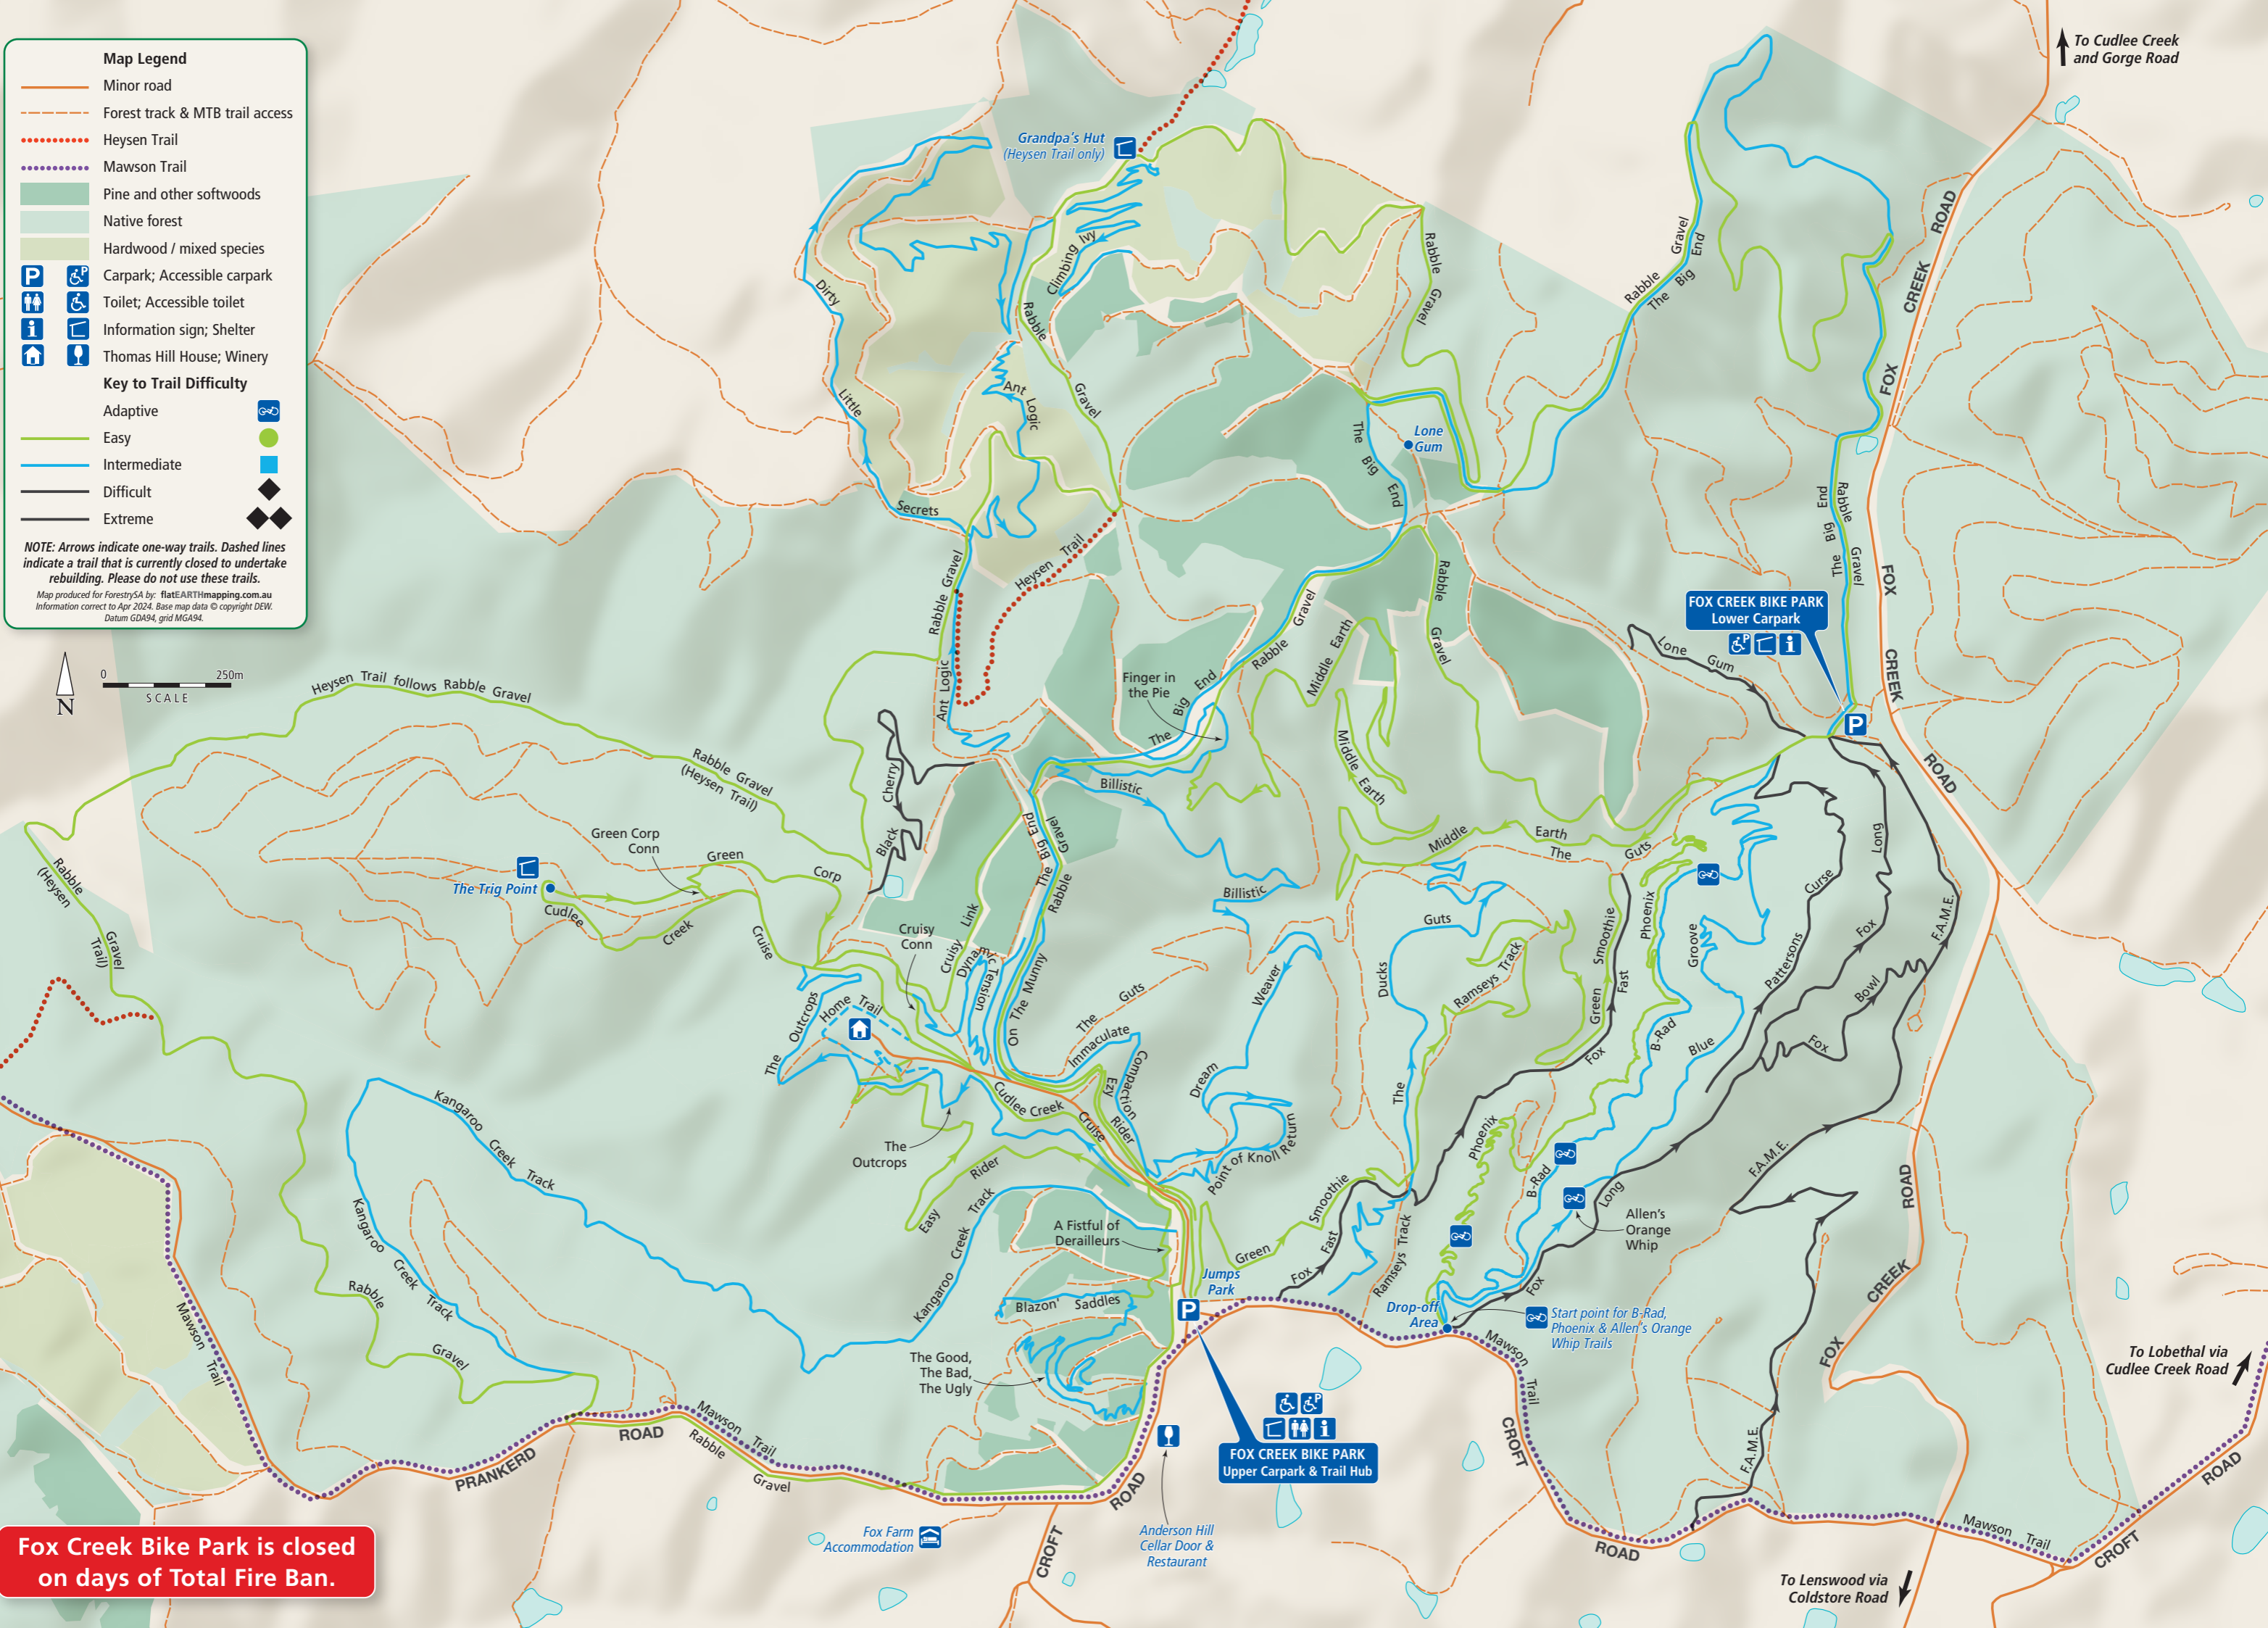 Map Legend
Minor road
Forest track & MTB trail access
Heysen Trail
Mawson Trail
Pine and other softwoods
Native forest
Hardwood / mixed species
P P Carpark; Accessible carpark
Toilet; Accessible toilet
i Information sign; Shelter
Thomas Hill House; Winery
Key to Trail Difficulty
Adaptive
Easy
Intermediate
Difficult
Extreme
NOTE: Arrows indicate one-way trails. Dashed lines
indicate a trail that is currently closed to undertake
rebuilding. Please do not use these trails.
Map produced for ForestrySA by: flatEARTHmapping.com.au
Information correct to Apr 2024. Base map data © copyright DEW.
Datum GDA94, grid MGA94.
N
0 250m
SCALE
To Cudlee Creek
and Gorge Road
Grandpa's Hut
(Heysen Trail only)
Climbing Ivy
Rabble Gravel
Rabble Gravel
Rabble Gravel
The Big End
Dirty
Little
Secrets
Ant Logic
The Big End
Lone
Gum
FOX CREEK ROAD
Rabble Gravel
The Big End
FOX CREEK ROAD
Heysen Trail
Rabble Gravel
Ant Logic
Rabble Gravel
Middle Earth
Rabble Gravel
The Big End
Finger in
the Pie
Middle Earth
Lone Gum
FOX CREEK BIKE PARK
Lower Carpark
P i
P
Heysen Trail follows Rabble Gravel
Rabble Gravel
(Heysen Trail)
Black Cherry
Billistic
Billistic
The Big End
Rabble Gravel
Middle Earth
The Guts
Green Corp
Conn
Green Corp
The Trig Point
Cudlee Creek Cruise
Rabble Gravel
(Heysen Trail)
Cruisy
Conn
Cruisy Link
Dynamic Tension
On The Munny
The Guts
Immaculate
Compaction
Ezy Rider
Weaver
Dream
Point of Knoll Return
Guts
Ducks
The
Ramseys Track
Green Smoothie
Fox Fast
Phoenix
B-Rad
Groove
Blue
Pattersons Curse
Fox Long
Fox Bowl
F.A.M.E.
The Outcrops
Home Trail
The
Outcrops
Cudlee Creek Cruise
Easy Rider
Kangaroo Creek Track
Kangaroo Creek Track
Kangaroo Creek Track
A Fistful of
Derailleurs
Blazon' Saddles
The Good,
The Bad,
The Ugly
Jumps
Park
P
Green Smoothie
Fox Fast
Ramseys Track
Phoenix
B-Rad
Fox Long
Allen's
Orange
Whip
F.A.M.E.
F.A.M.E
Drop-off
Area
Start point for B-Rad,
Phoenix & Allen's Orange
Whip Trails
FOX CREEK ROAD
To Lobethal via
Cudlee Creek Road
Rabble Gravel
Mawson Trail
PRANKERD ROAD
Mawson Trail
Rabble Gravel
P
i
FOX CREEK BIKE PARK
Upper Carpark & Trail Hub
Mawson Trail
CROFT ROAD
CROFT ROAD
Mawson Trail
CROFT ROAD
Fox Farm
Accommodation
Anderson Hill
Cellar Door &
Restaurant
To Lenswood via
Coldstore Road
Fox Creek Bike Park is closed
on days of Total Fire Ban.